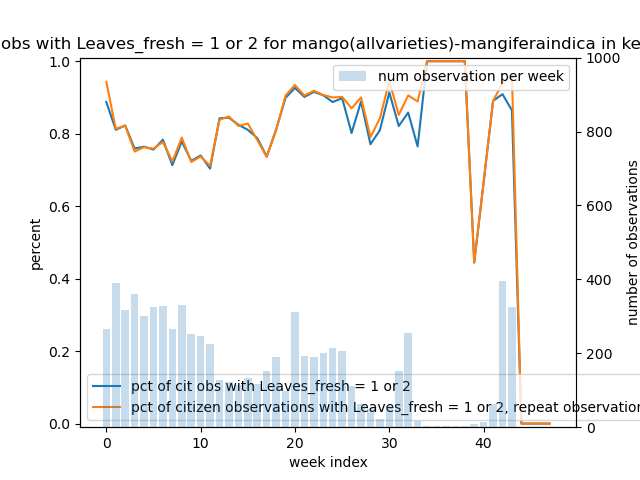 obs with Leaves_fresh = 1 or 2 for mango(allvarieties)-mangiferaindica in ke
num observation per week
1.0
0.8
0.6
0.4
0.2
0.0
percent
1000
800
600
400
200
0
number of observations
pct of cit obs with Leaves_fresh = 1 or 2
pct of citizen observations with Leaves_fresh = 1 or 2, repeat observation
0 10 20 30 40
week index